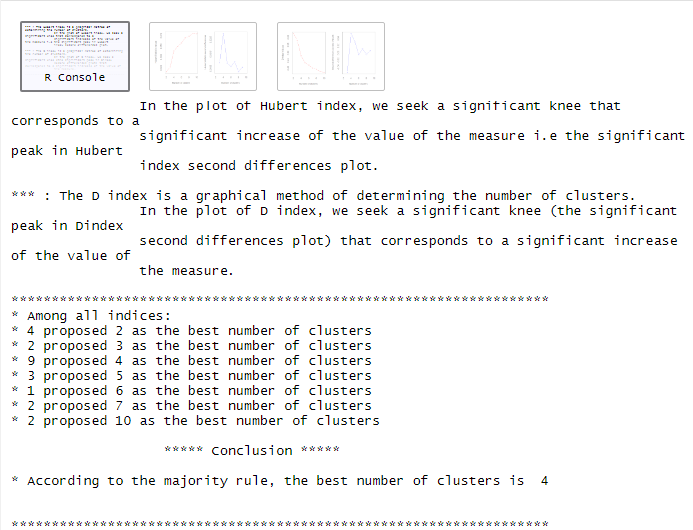 R Console
In the plot of Hubert index, we seek a significant knee that
corresponds to a
significant increase of the value of the measure i.e the significant
peak in Hubert
index second differences plot.
*** : The D index is a graphical method of determining the number of clusters.
In the plot of D index, we seek a significant knee (the significant
peak in Dindex
second differences plot) that corresponds to a significant increase
of the value of
the measure.
*******************************************************************
* Among all indices:
* 4 proposed 2 as the best number of clusters
* 2 proposed 3 as the best number of clusters
* 9 proposed 4 as the best number of clusters
* 3 proposed 5 as the best number of clusters
* 1 proposed 6 as the best number of clusters
* 2 proposed 7 as the best number of clusters
* 2 proposed 10 as the best number of clusters
***** Conclusion *****
* According to the majority rule, the best number of clusters is 4
*******************************************************************